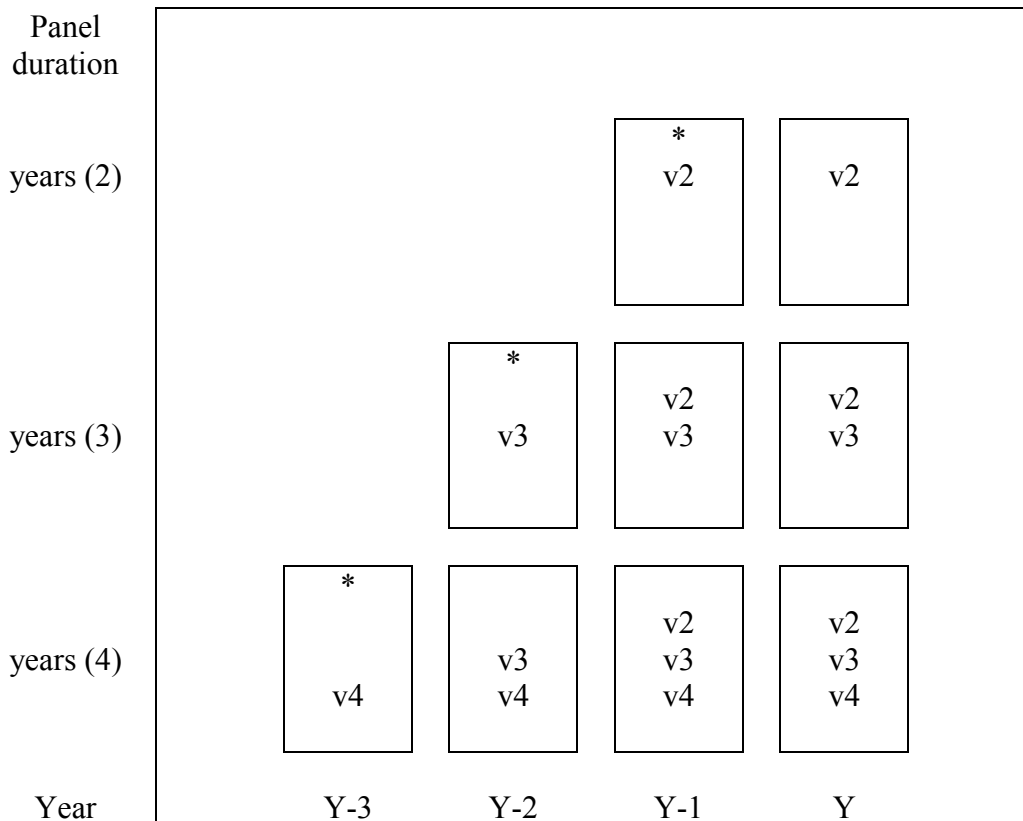 Panel
duration
*
years (2) v2 v2
*
v2 v2
years (3) v3 v3 v3
*
v2 v2
years (4) v3 v3 v3
v4 v4 v4 v4
Year Y-3 Y-2 Y-1 Y